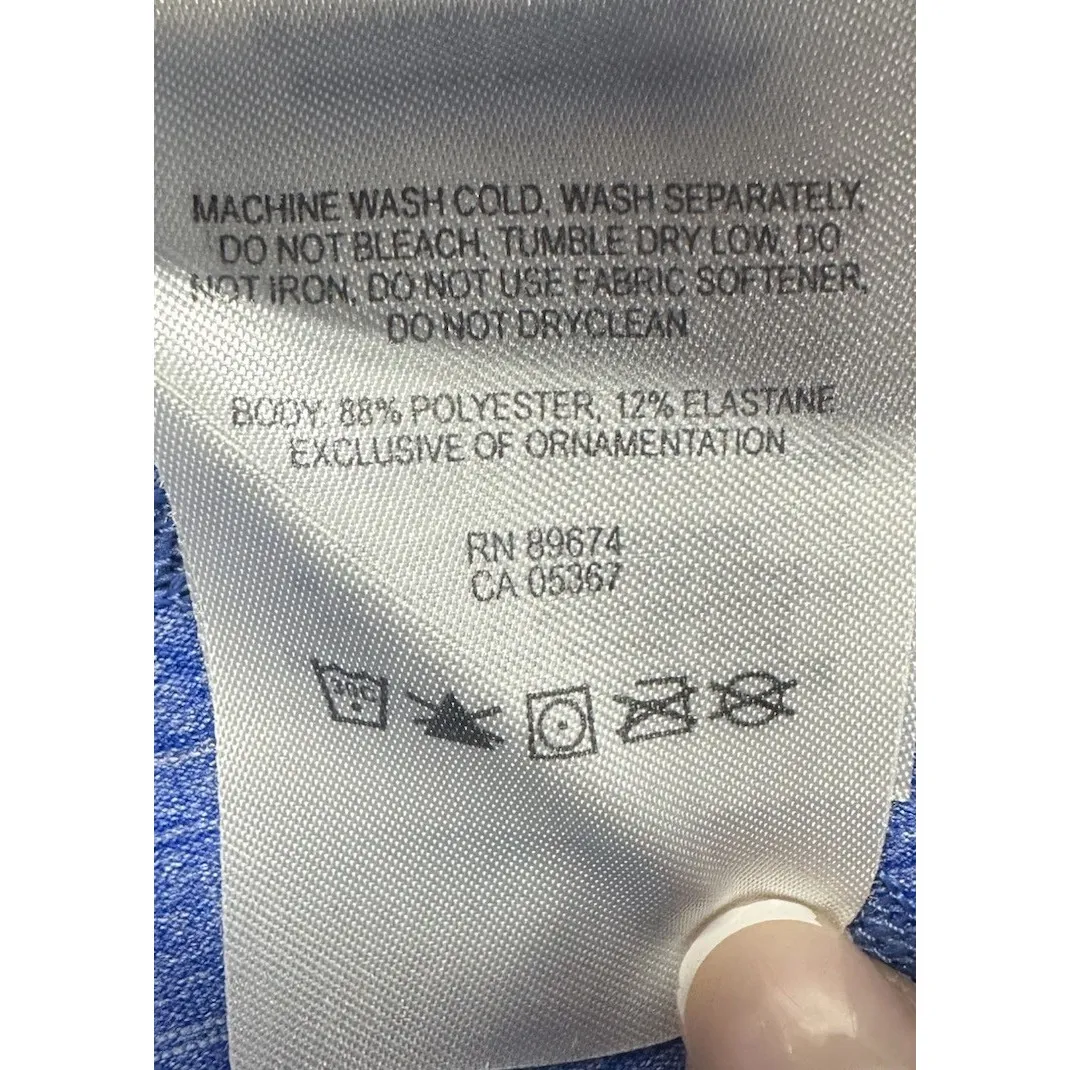 MACHINE WASH COLD, WASH SEPARATELY,
DO NOT BLEACH, TUMBLE DRY LOW, DO
NOT IRON, DO NOT USE FABRIC SOFTENER,
DO NOT DRYCLEAN
BODY: 88% POLYESTER, 12% ELASTANE
EXCLUSIVE OF ORNAMENTATION
RN 89674
CA 05367